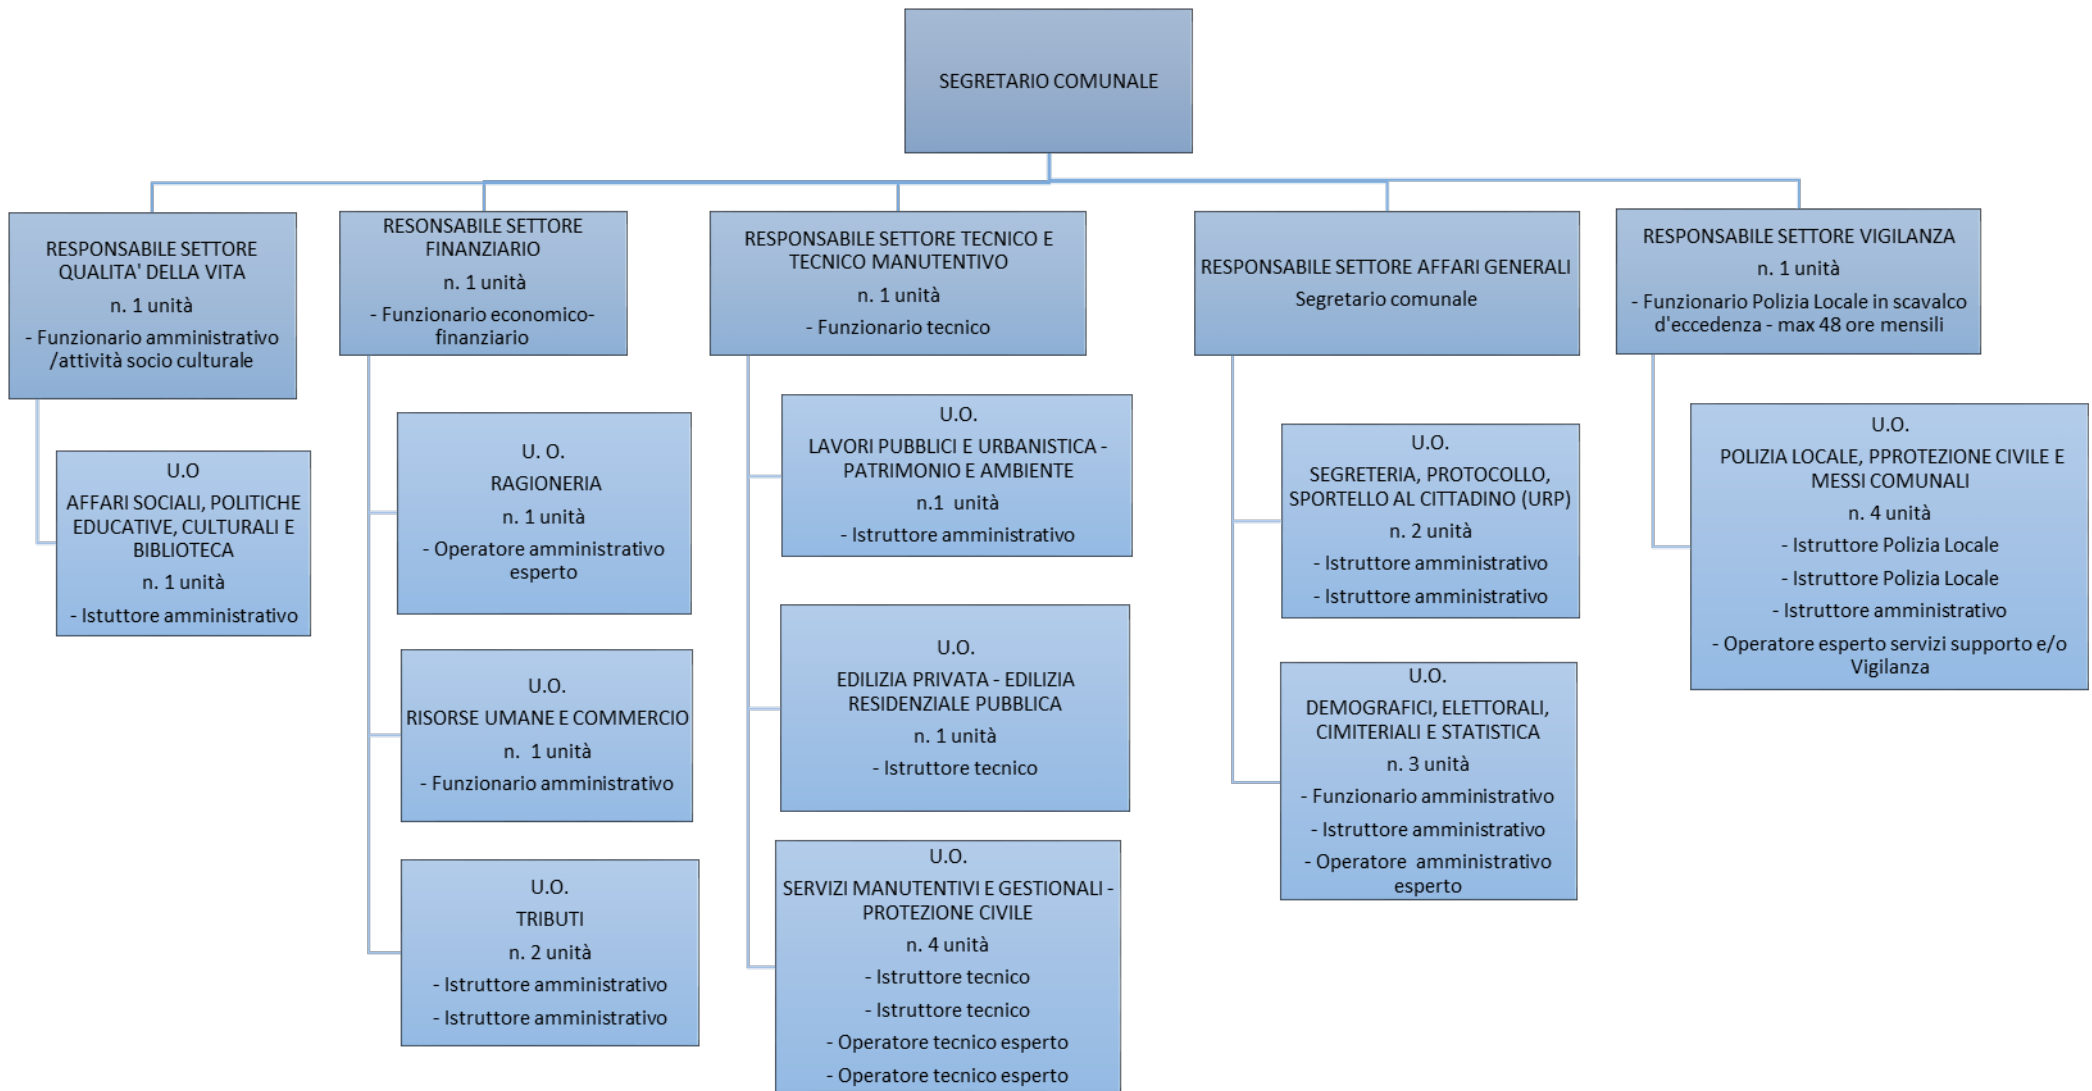 SEGRETARIO COMUNALE
RESPONSABILE SETTORE
QUALITA' DELLA VITA
n. 1 unità
- Funzionario amministrativo
/attività socio culturale
U.O
AFFARI SOCIALI, POLITICHE
EDUCATIVE, CULTURALI E
BIBLIOTECA
n. 1 unità
- Istuttore amministrativo
RESONSABILE SETTORE
FINANZIARIO
n. 1 unità
- Funzionario economico-
finanziario
U. O.
RAGIONERIA
n. 1 unità
- Operatore amministrativo
esperto
U.O.
RISORSE UMANE E COMMERCIO
n. 1 unità
- Funzionario amministrativo
U.O.
TRIBUTI
n. 2 unità
- Istruttore amministrativo
- Istruttore amministrativo
RESPONSABILE SETTORE TECNICO E
TECNICO MANUTENTIVO
n. 1 unità
- Funzionario tecnico
U.O.
LAVORI PUBBLICI E URBANISTICA -
PATRIMONIO E AMBIENTE
n.1 unità
- Istruttore amministrativo
U.O.
EDILIZIA PRIVATA - EDILIZIA
RESIDENZIALE PUBBLICA
n. 1 unità
- Istruttore tecnico
U.O.
SERVIZI MANUTENTIVI E GESTIONALI -
PROTEZIONE CIVILE
n. 4 unità
- Istruttore tecnico
- Istruttore tecnico
- Operatore tecnico esperto
- Operatore tecnico esperto
RESPONSABILE SETTORE AFFARI GENERALI
Segretario comunale
U.O.
SEGRETERIA, PROTOCOLLO,
SPORTELLO AL CITTADINO (URP)
n. 2 unità
- Istruttore amministrativo
- Istruttore amministrativo
U.O.
DEMOGRAFICI, ELETTORALI,
CIMITERIALI E STATISTICA
n. 3 unità
- Funzionario amministrativo
- Istruttore amministrativo
- Operatore amministrativo
esperto
RESPONSABILE SETTORE VIGILANZA
n. 1 unità
- Funzionario Polizia Locale in scavalco
d'eccedenza - max 48 ore mensili
U.O.
POLIZIA LOCALE, PPROTEZIONE CIVILE E
MESSI COMUNALI
n. 4 unità
- Istruttore Polizia Locale
- Istruttore Polizia Locale
- Istruttore amministrativo
- Operatore esperto servizi supporto e/o
Vigilanza